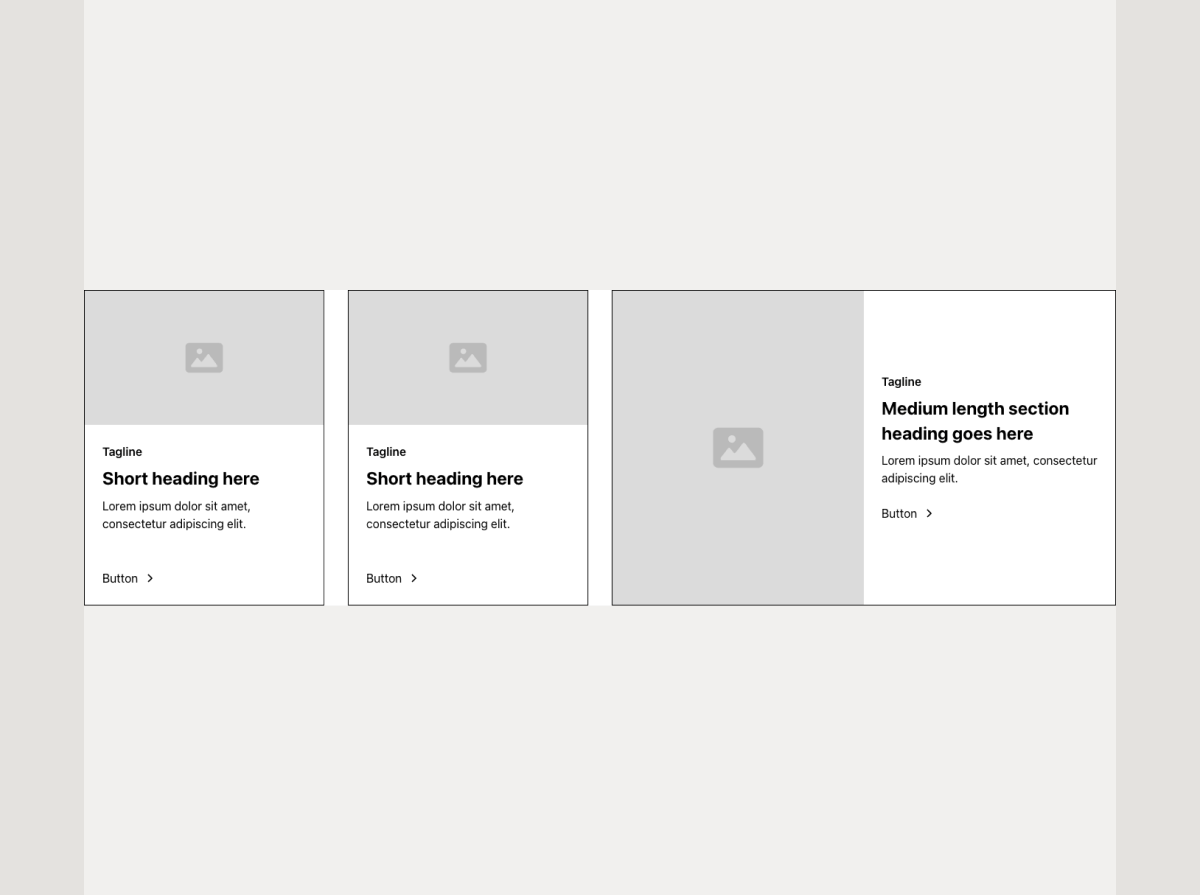 Tagline
Short heading here
Lorem ipsum dolor sit amet,
consectetur adipiscing elit.
Button
Tagline
Short heading here
Lorem ipsum dolor sit amet,
consectetur adipiscing elit.
Button
Tagline
Medium length section
heading goes here
Lorem ipsum dolor sit amet, consectetur
adipiscing elit.
Button